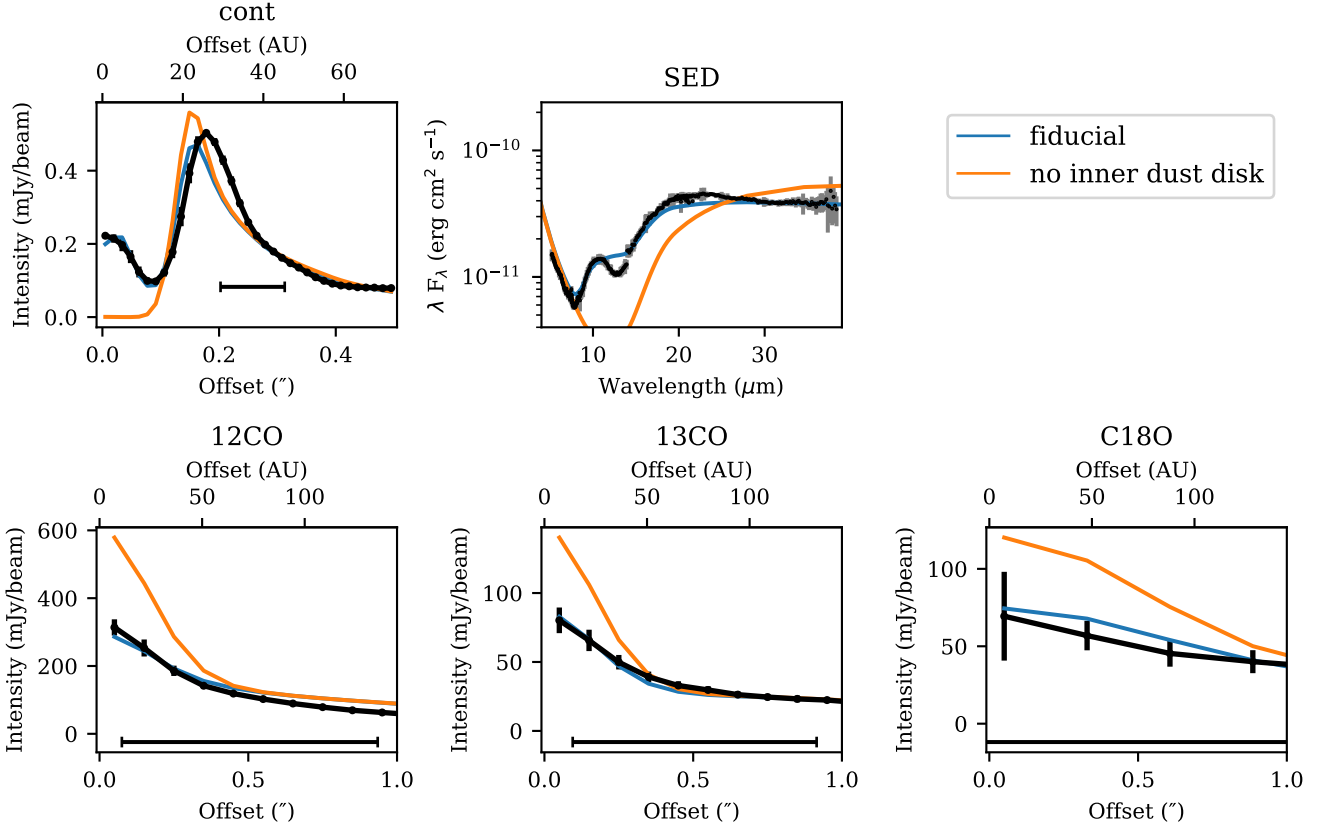 cont
Offset (AU)
0 20 40 60
Intensity (mJy/beam)
0.4
0.2
0.0
0.0 0.2 0.4
Offset (″)
SED
λ Fλ (erg cm² s⁻¹)
10⁻¹⁰
10⁻¹¹
10 20 30
Wavelength (μm)
fiducial
no inner dust disk
12CO
Offset (AU)
0 50 100
Intensity (mJy/beam)
600
400
200
0
0.0 0.5 1.0
Offset (″)
13CO
Offset (AU)
0 50 100
Intensity (mJy/beam)
100
50
0
0.0 0.5 1.0
Offset (″)
C18O
Offset (AU)
0 50 100
Intensity (mJy/beam)
100
50
0
0.0 0.5 1.0
Offset (″)